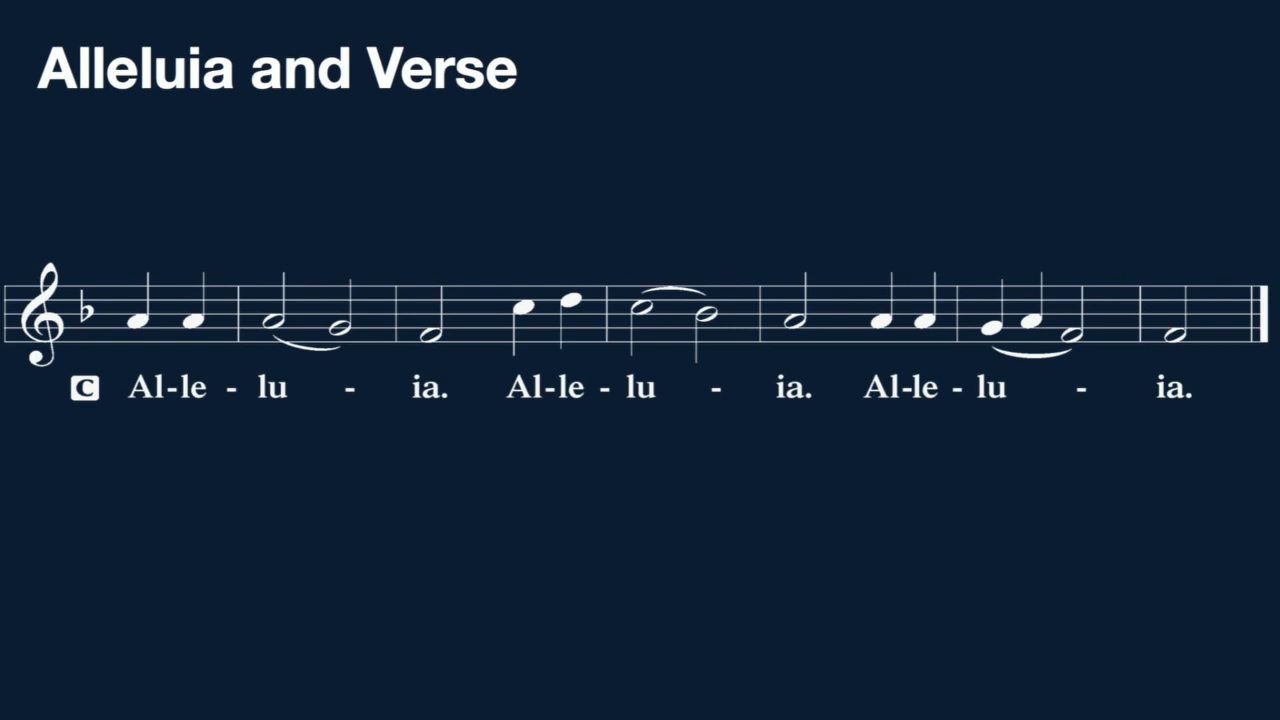 Alleluia and Verse
C Al-le - lu - ia. Al-le - lu - ia. Al-le - lu - ia.